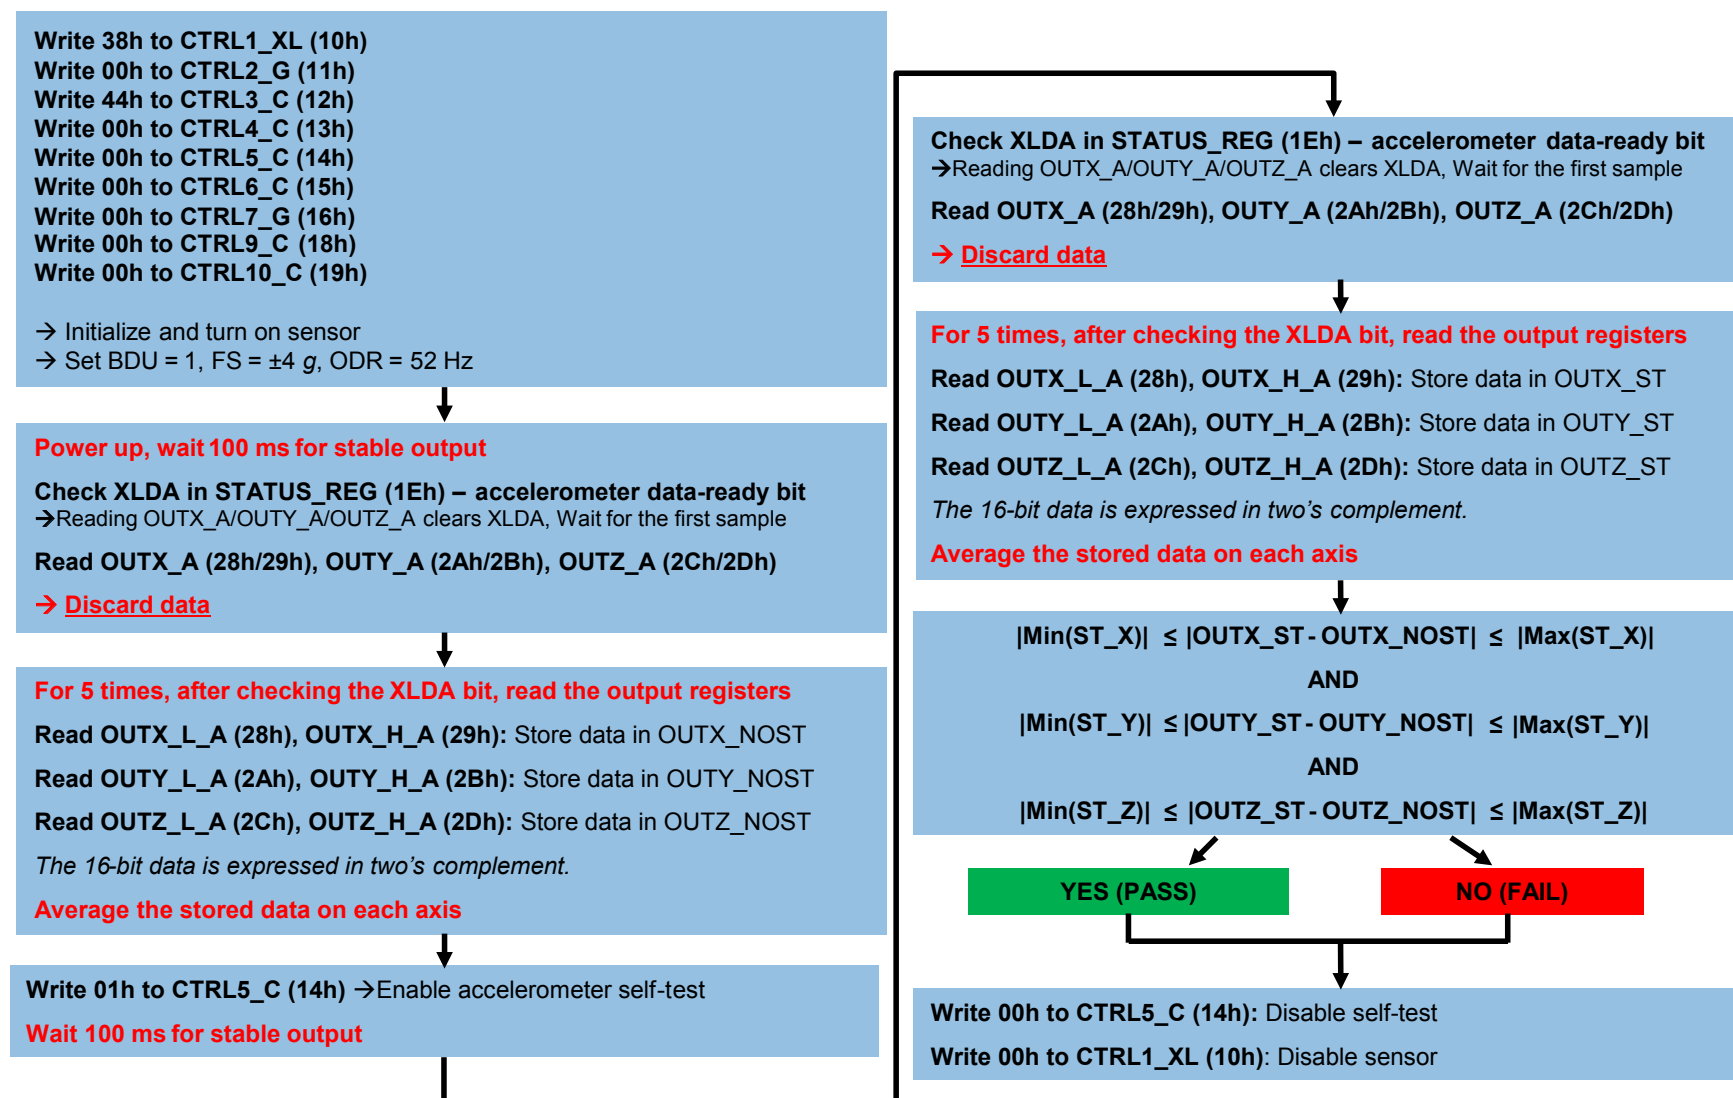 Write 38h to CTRL1_XL (10h)
Write 00h to CTRL2_G (11h)
Write 44h to CTRL3_C (12h)
Write 00h to CTRL4_C (13h)
Write 00h to CTRL5_C (14h)
Write 00h to CTRL6_C (15h)
Write 00h to CTRL7_G (16h)
Write 00h to CTRL9_C (18h)
Write 00h to CTRL10_C (19h)
→ Initialize and turn on sensor
→ Set BDU = 1, FS = ±4 g, ODR = 52 Hz
Power up, wait 100 ms for stable output
Check XLDA in STATUS_REG (1Eh) – accelerometer data-ready bit
→Reading OUTX_A/OUTY_A/OUTZ_A clears XLDA, Wait for the first sample
Read OUTX_A (28h/29h), OUTY_A (2Ah/2Bh), OUTZ_A (2Ch/2Dh)
→ Discard data
For 5 times, after checking the XLDA bit, read the output registers
Read OUTX_L_A (28h), OUTX_H_A (29h): Store data in OUTX_NOST
Read OUTY_L_A (2Ah), OUTY_H_A (2Bh): Store data in OUTY_NOST
Read OUTZ_L_A (2Ch), OUTZ_H_A (2Dh): Store data in OUTZ_NOST
The 16-bit data is expressed in two’s complement.
Average the stored data on each axis
Write 01h to CTRL5_C (14h) →Enable accelerometer self-test
Wait 100 ms for stable output
Check XLDA in STATUS_REG (1Eh) – accelerometer data-ready bit
→Reading OUTX_A/OUTY_A/OUTZ_A clears XLDA, Wait for the first sample
Read OUTX_A (28h/29h), OUTY_A (2Ah/2Bh), OUTZ_A (2Ch/2Dh)
→ Discard data
For 5 times, after checking the XLDA bit, read the output registers
Read OUTX_L_A (28h), OUTX_H_A (29h): Store data in OUTX_ST
Read OUTY_L_A (2Ah), OUTY_H_A (2Bh): Store data in OUTY_ST
Read OUTZ_L_A (2Ch), OUTZ_H_A (2Dh): Store data in OUTZ_ST
The 16-bit data is expressed in two’s complement.
Average the stored data on each axis
|Min(ST_X)| ≤ |OUTX_ST - OUTX_NOST| ≤ |Max(ST_X)|
AND
|Min(ST_Y)| ≤ |OUTY_ST - OUTY_NOST| ≤ |Max(ST_Y)|
AND
|Min(ST_Z)| ≤ |OUTZ_ST - OUTZ_NOST| ≤ |Max(ST_Z)|
YES (PASS)
NO (FAIL)
Write 00h to CTRL5_C (14h): Disable self-test
Write 00h to CTRL1_XL (10h): Disable sensor